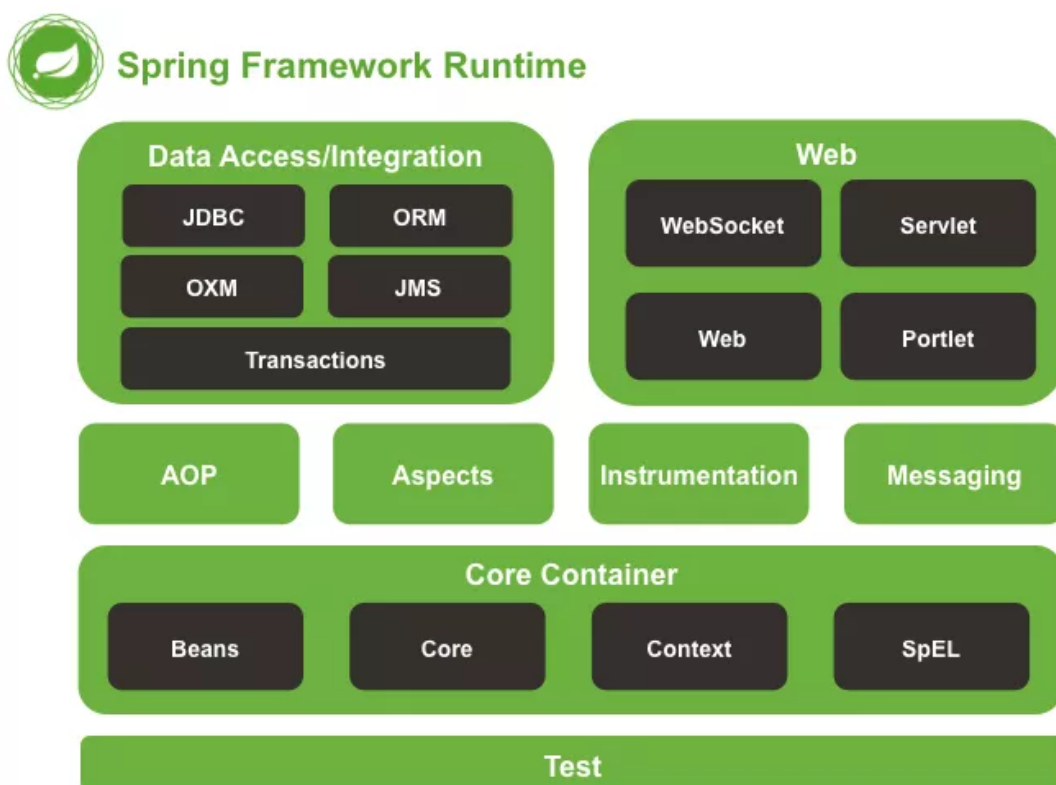 Spring Framework Runtime
Data Access/Integration
JDBC
ORM
OXM
JMS
Transactions
Web
WebSocket
Servlet
Web
Portlet
AOP
Aspects
Instrumentation
Messaging
Core Container
Beans
Core
Context
SpEL
Test